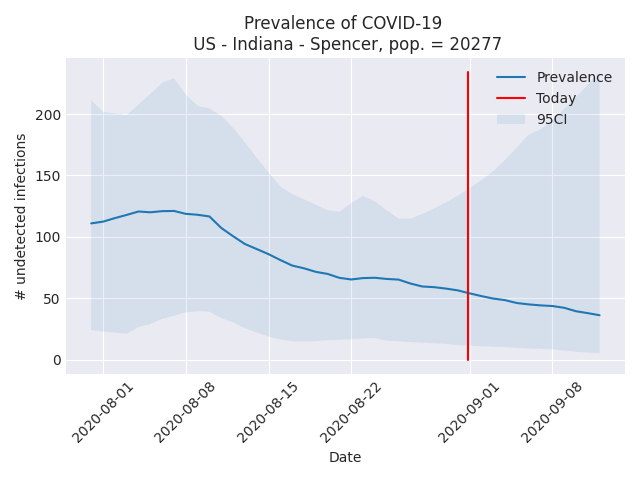 Prevalence of COVID-19
US - Indiana - Spencer, pop. = 20277
Prevalence
Today
95CI
# undetected infections
200
150
100
50
0
2020-08-01
2020-08-08
2020-08-15
2020-08-22
2020-09-01
2020-09-08
Date